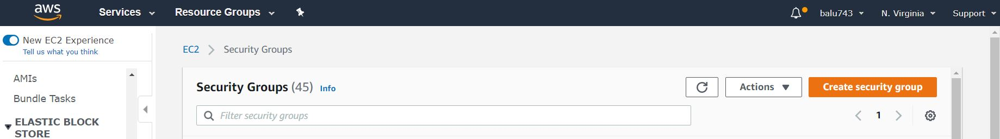 aws Services Resource Groups balu743 N. Virginia Support
New EC2 Experience
Tell us what you think
AMIs
Bundle Tasks
ELASTIC BLOCK
STORE
EC2 Security Groups
Security Groups (45) Info Actions Create security group
Filter security groups 1